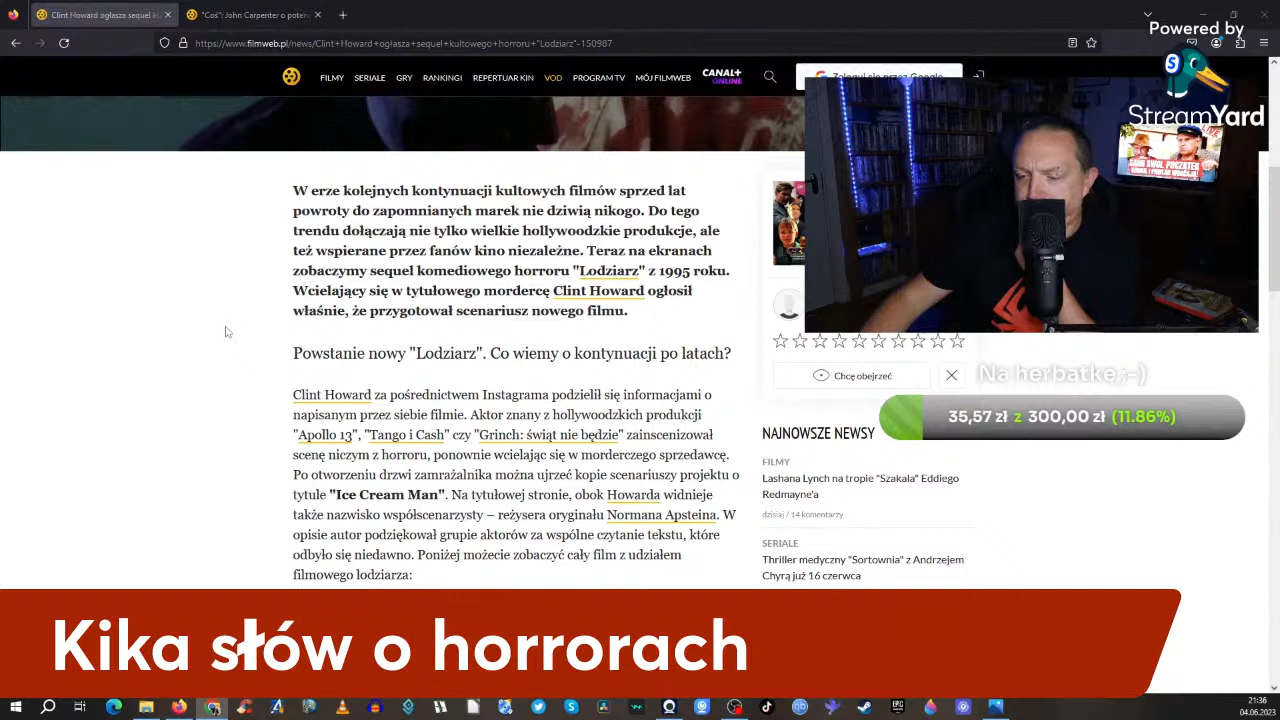 Clint Howard ogłasza sequel ku
"Coś": John Carpenter o poten
https://www.filmweb.pl/news/Clint+Howard+ogłasza+sequel+kultowego+horroru+"Lodziarz"-150987
Powered by
StreamYard
FILMY SERIALE GRY RANKINGI REPERTUAR KIN VOD PROGRAM TV MÓJ FILMWEB CANAL+ ONLINE
Zaloguj się przez Google
LIVE
W erze kolejnych kontynuacji kultowych filmów sprzed lat
powroty do zapomnianych marek nie dziwią nikogo. Do tego
trendu dołączają nie tylko wielkie hollywoodzkie produkcje, ale
też wspierane przez fanów kino niezależne. Teraz na ekranach
zobaczymy sequel komediowego horroru "Lodziarz" z 1995 roku.
Wcielający się w tytułowego mordercę Clint Howard ogłosił
właśnie, że przygotował scenariusz nowego filmu.
Powstanie nowy "Lodziarz". Co wiemy o kontynuacji po latach?
Clint Howard za pośrednictwem Instagrama podzielił się informacjami o
napisanym przez siebie filmie. Aktor znany z hollywoodzkich produkcji
"Apollo 13", "Tango i Cash" czy "Grinch: świąt nie będzie" zainscenizował
scenę niczym z horroru, ponownie wcielając się w morderczego sprzedawcę.
Po otworzeniu drzwi zamrażalnika można ujrzeć kopie scenariuszy projektu o
tytule "Ice Cream Man". Na tytułowej stronie, obok Howarda widnieje
także nazwisko współscenarzysty – reżysera oryginału Normana Apsteina. W
opisie autor podziękował grupie aktorów za wspólne czytanie tekstu, które
odbyło się niedawno. Poniżej możecie zobaczyć cały film z udziałem
filmowego lodziarza:
Chcę obejrzeć
Na herbatkę ;-)
35,57 zł z 300,00 zł (11.86%)
NAJNOWSZE NEWSY
FILMY
Lashana Lynch na tropie "Szakala" Eddiego
Redmayne'a
dzisiaj / 14 komentarzy
SERIALE
Thriller medyczny "Sortownia" z Andrzejem
Chyrą już 16 czerwca
Kika słów o horrorach
21:36
04.06.2023